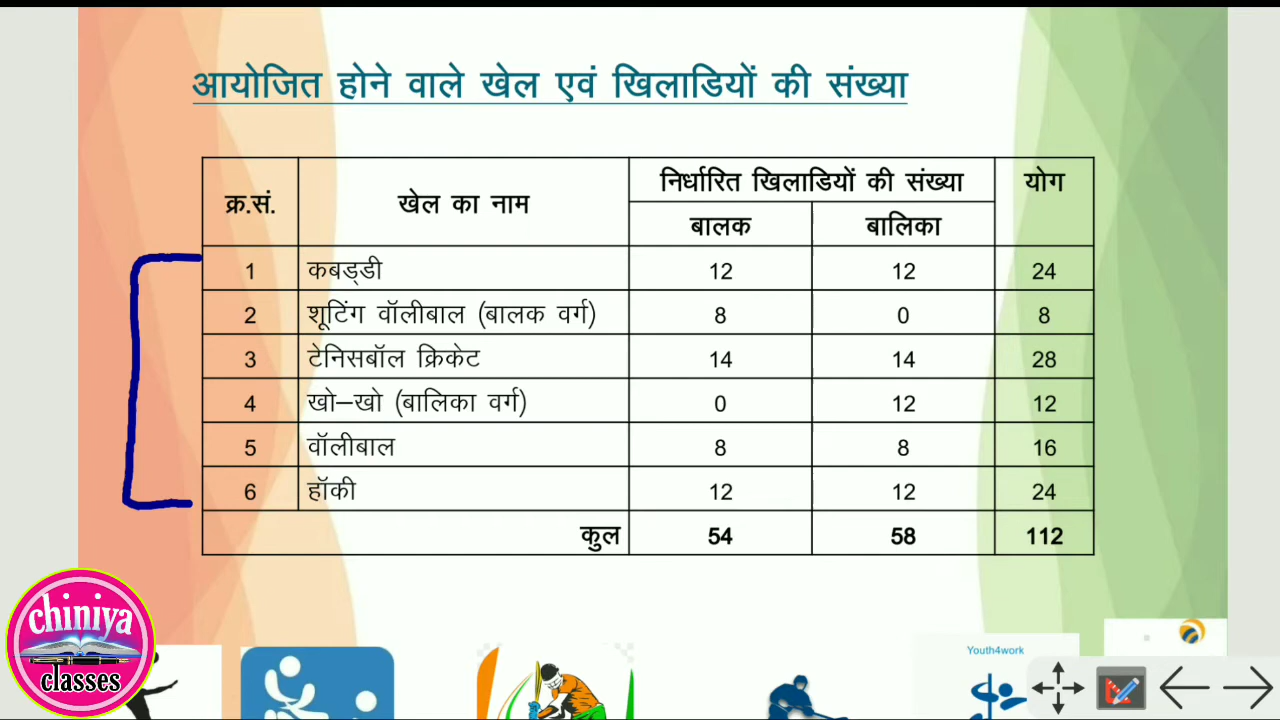 आयोजित होने वाले खेल एवं खिलाडियों की संख्या
क्र.सं. खेल का नाम निर्धारित खिलाडियों की संख्या योग
बालक बालिका
1 कबड्डी 12 12 24
2 शूटिंग वॉलीबाल (बालक वर्ग) 8 0 8
3 टेनिसबॉल क्रिकेट 14 14 28
4 खो–खो (बालिका वर्ग) 0 12 12
5 वॉलीबाल 8 8 16
6 हॉकी 12 12 24
कुल 54 58 112
chiniya
classes
Youth4work